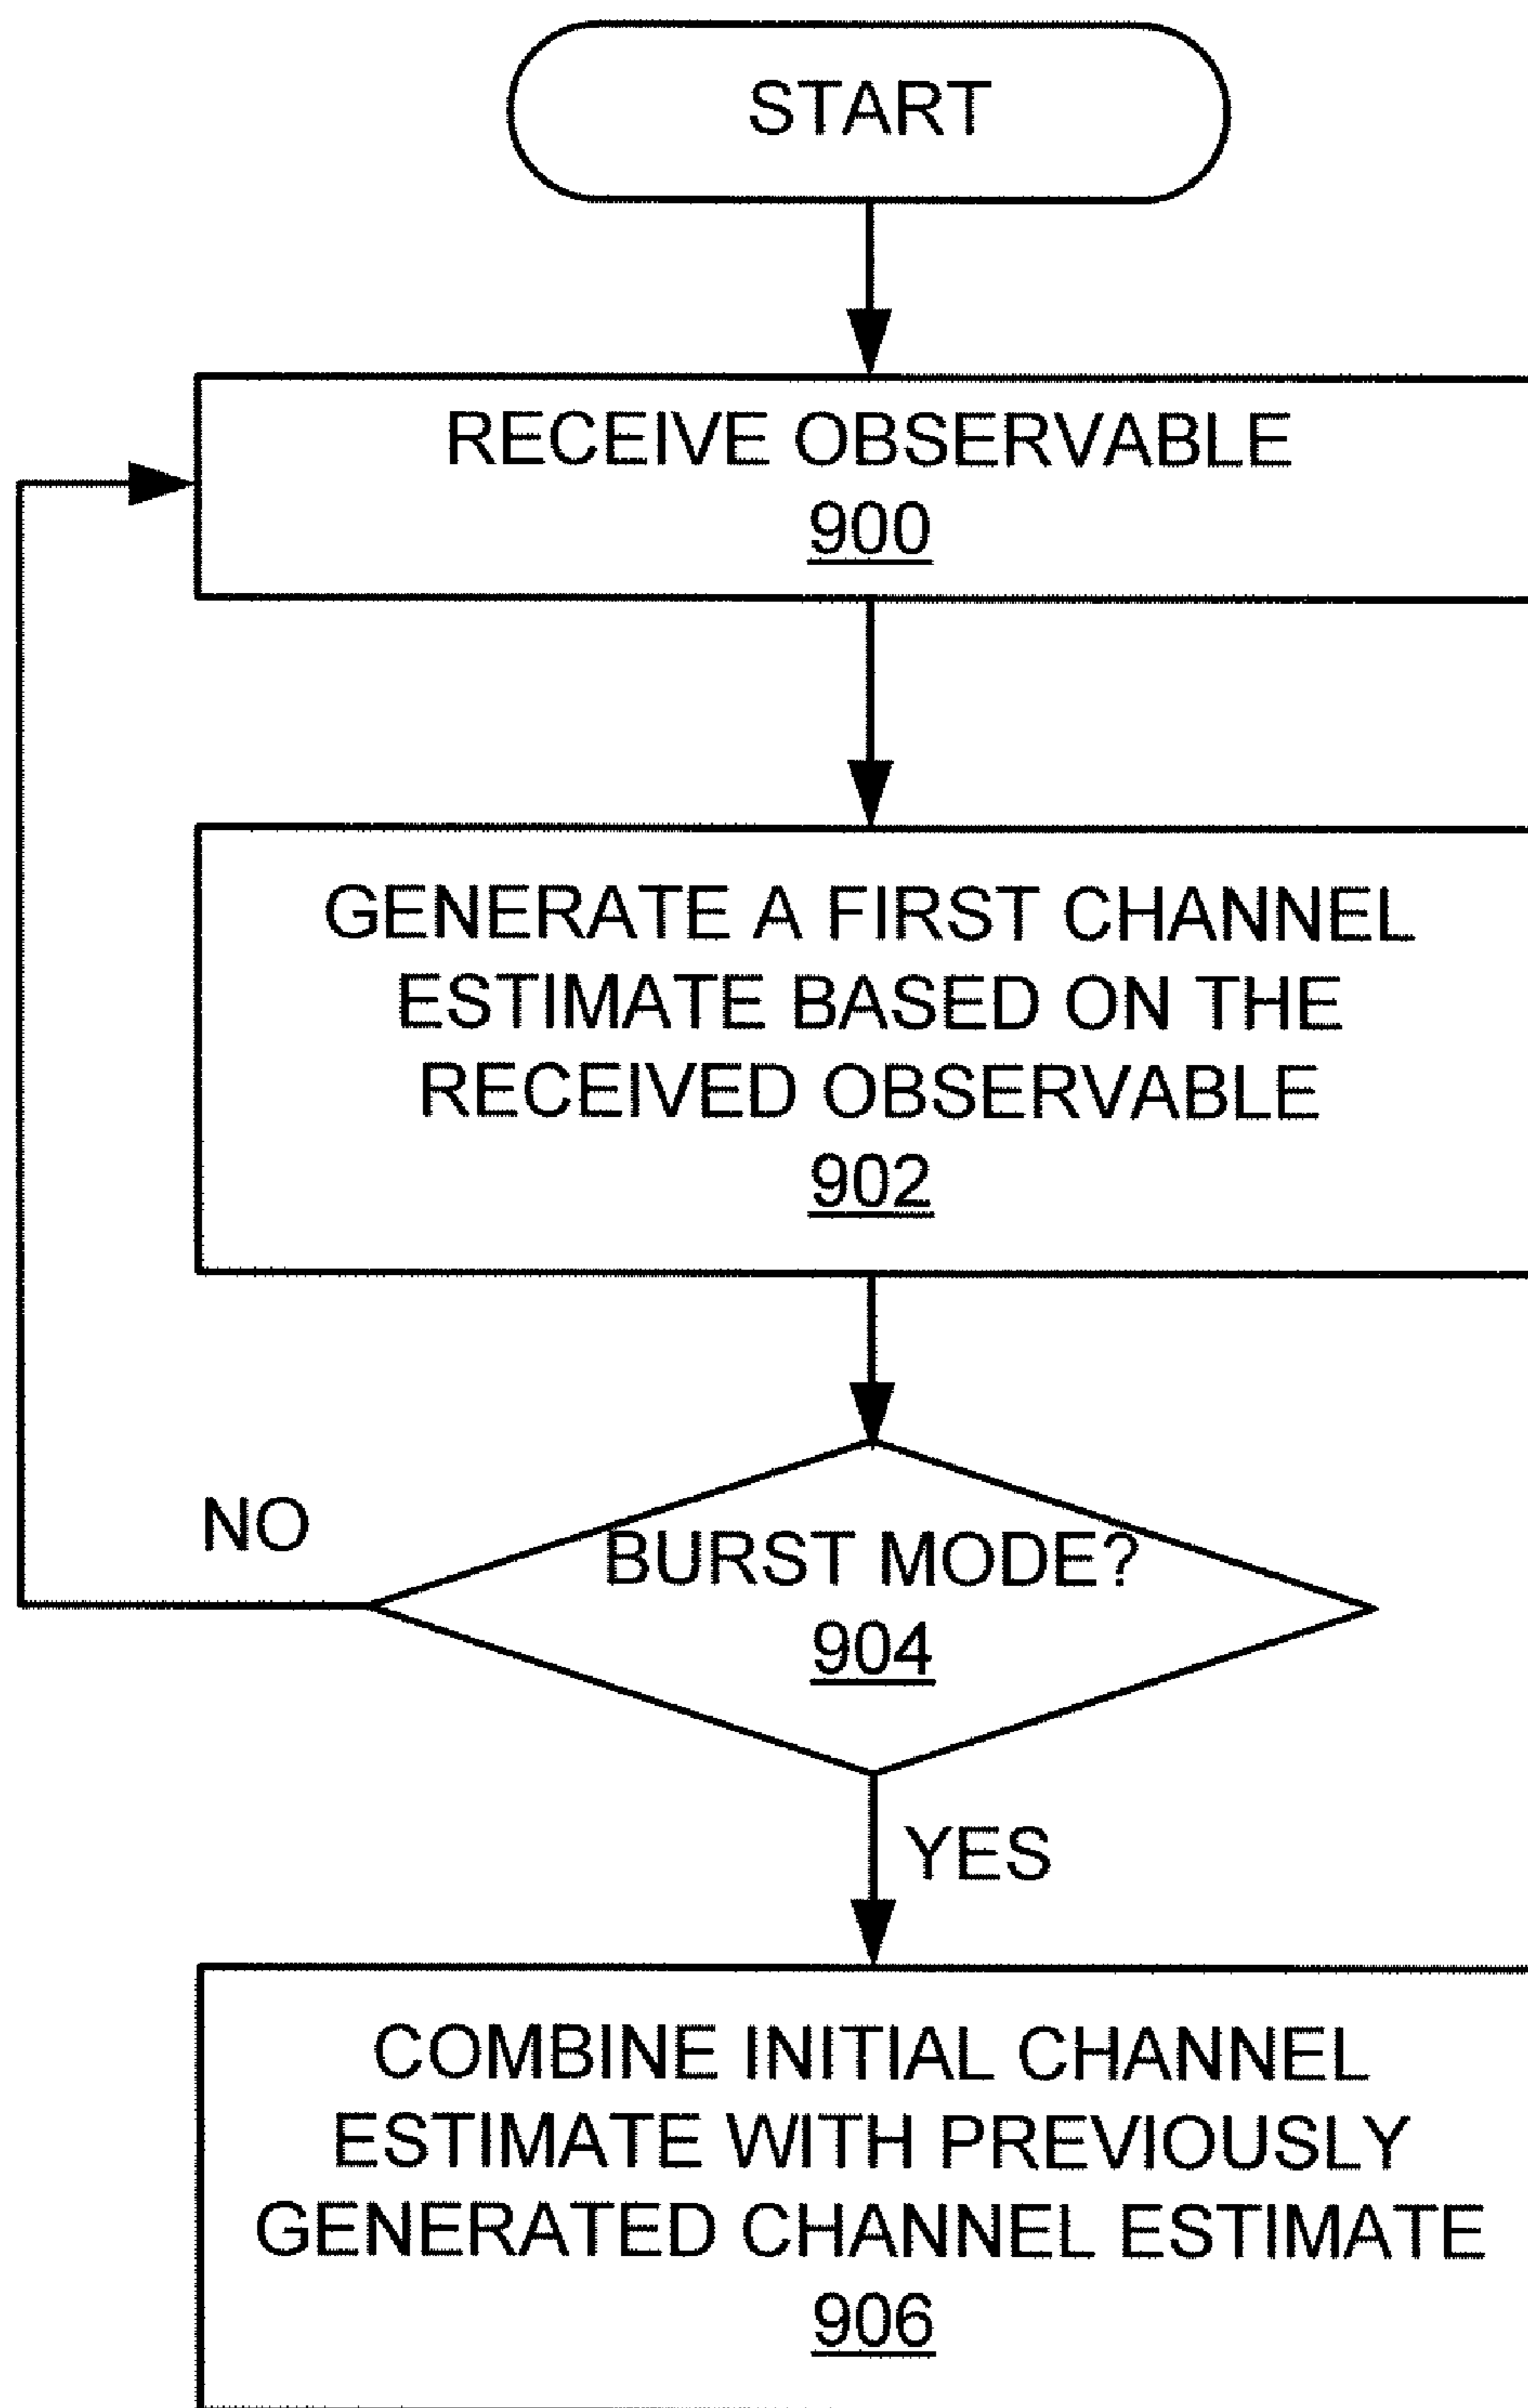 START
RECEIVE OBSERVABLE
900
GENERATE A FIRST CHANNEL
ESTIMATE BASED ON THE
RECEIVED OBSERVABLE
902
NO
BURST MODE?
904
YES
COMBINE INITIAL CHANNEL
ESTIMATE WITH PREVIOUSLY
GENERATED CHANNEL ESTIMATE
906